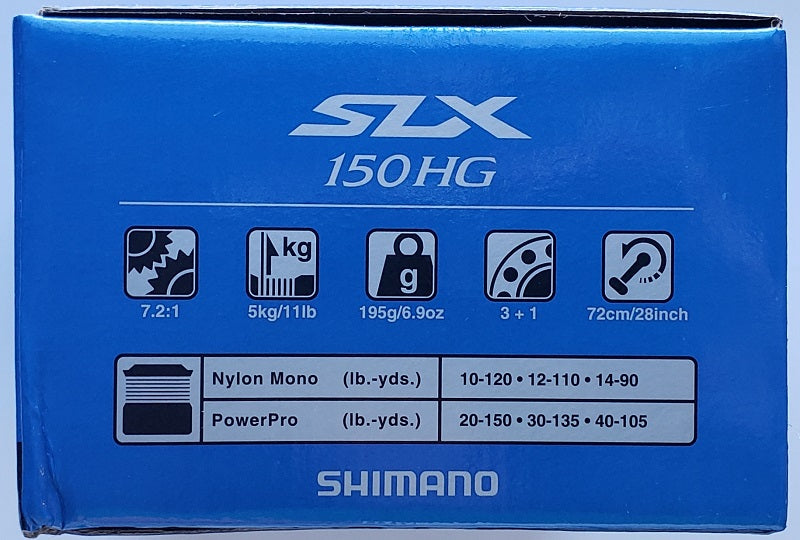 SLX
150HG
kg
g
7.2:1 5kg/11lb 195g/6.9oz 3 + 1 72cm/28inch
Nylon Mono (lb.-yds.) 10-120 • 12-110 • 14-90
PowerPro (lb.-yds.) 20-150 • 30-135 • 40-105
SHIMANO